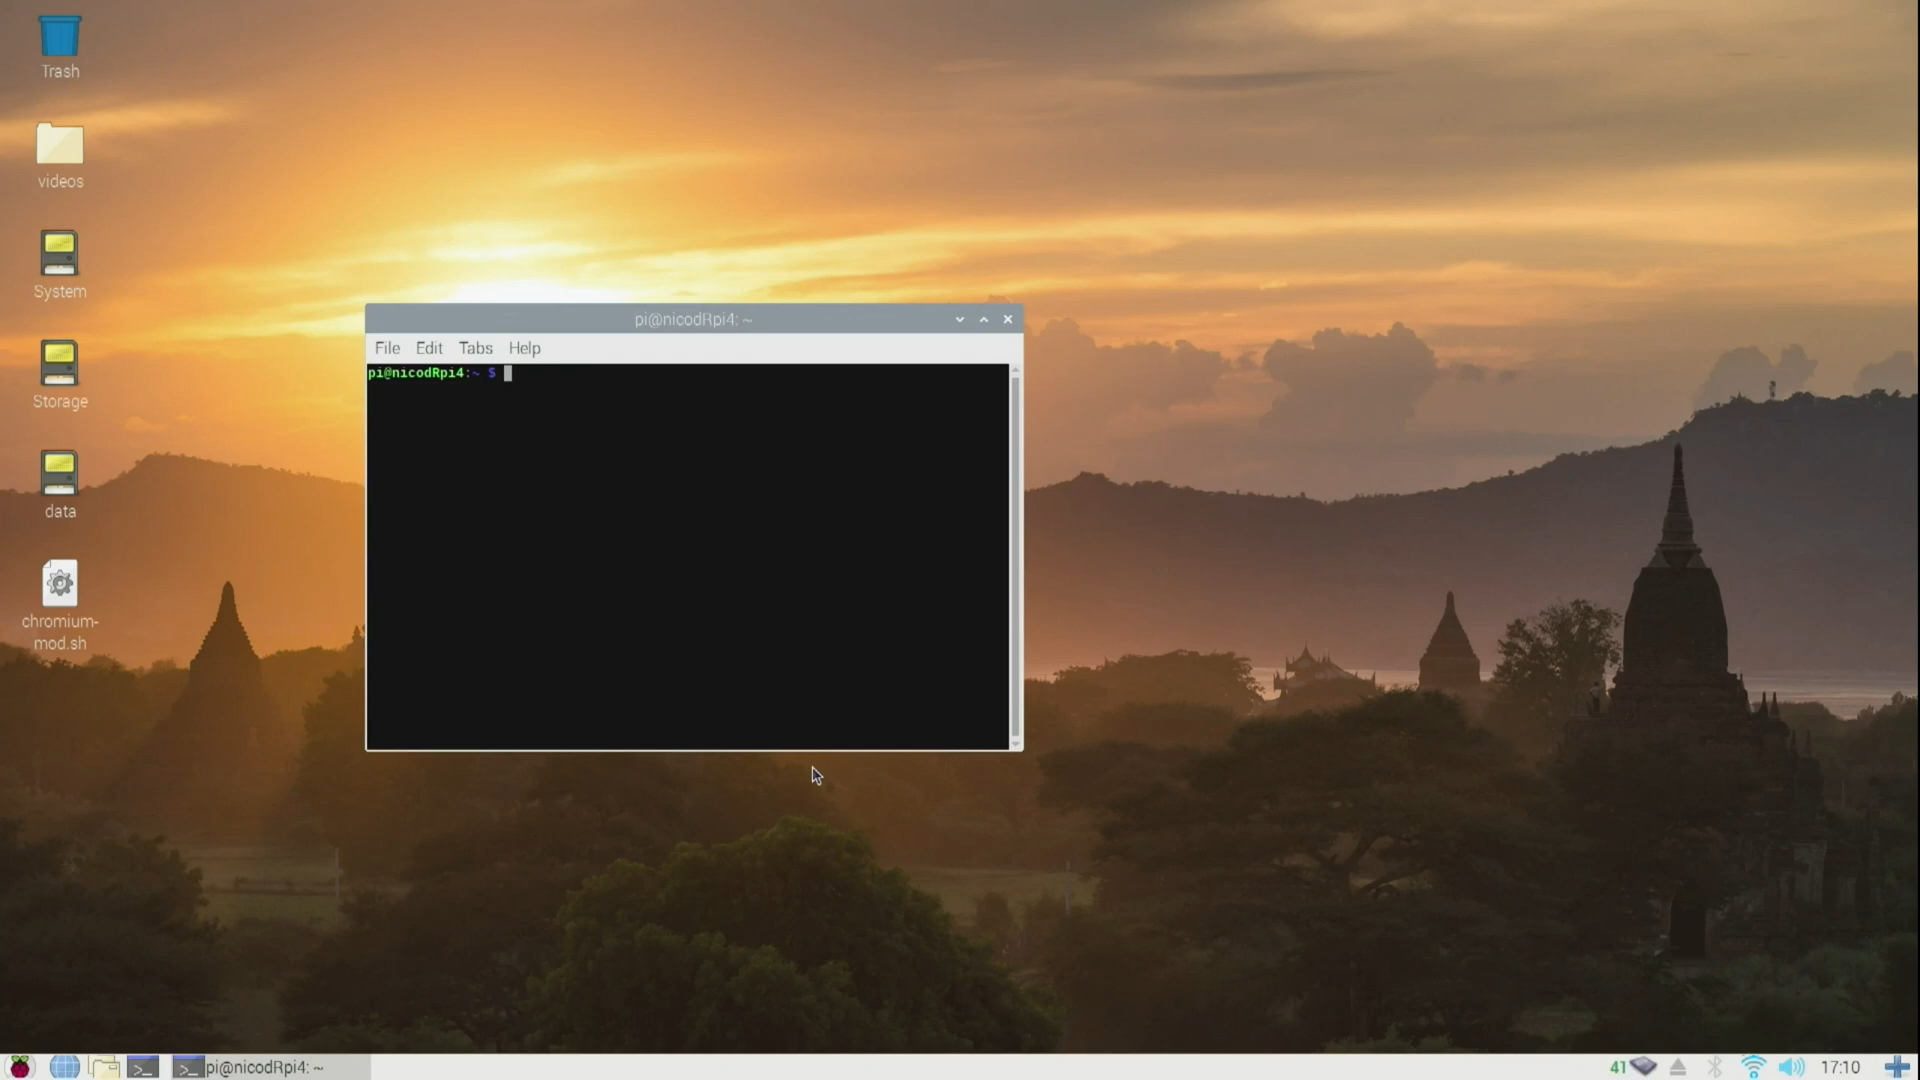 Trash
videos
System
Storage
data
chromium-
mod.sh
pi@nicodRpi4: ~
File Edit Tabs Help
pi@nicodRpi4:~ $
pi@nicodRpi4: ~
41
17:10